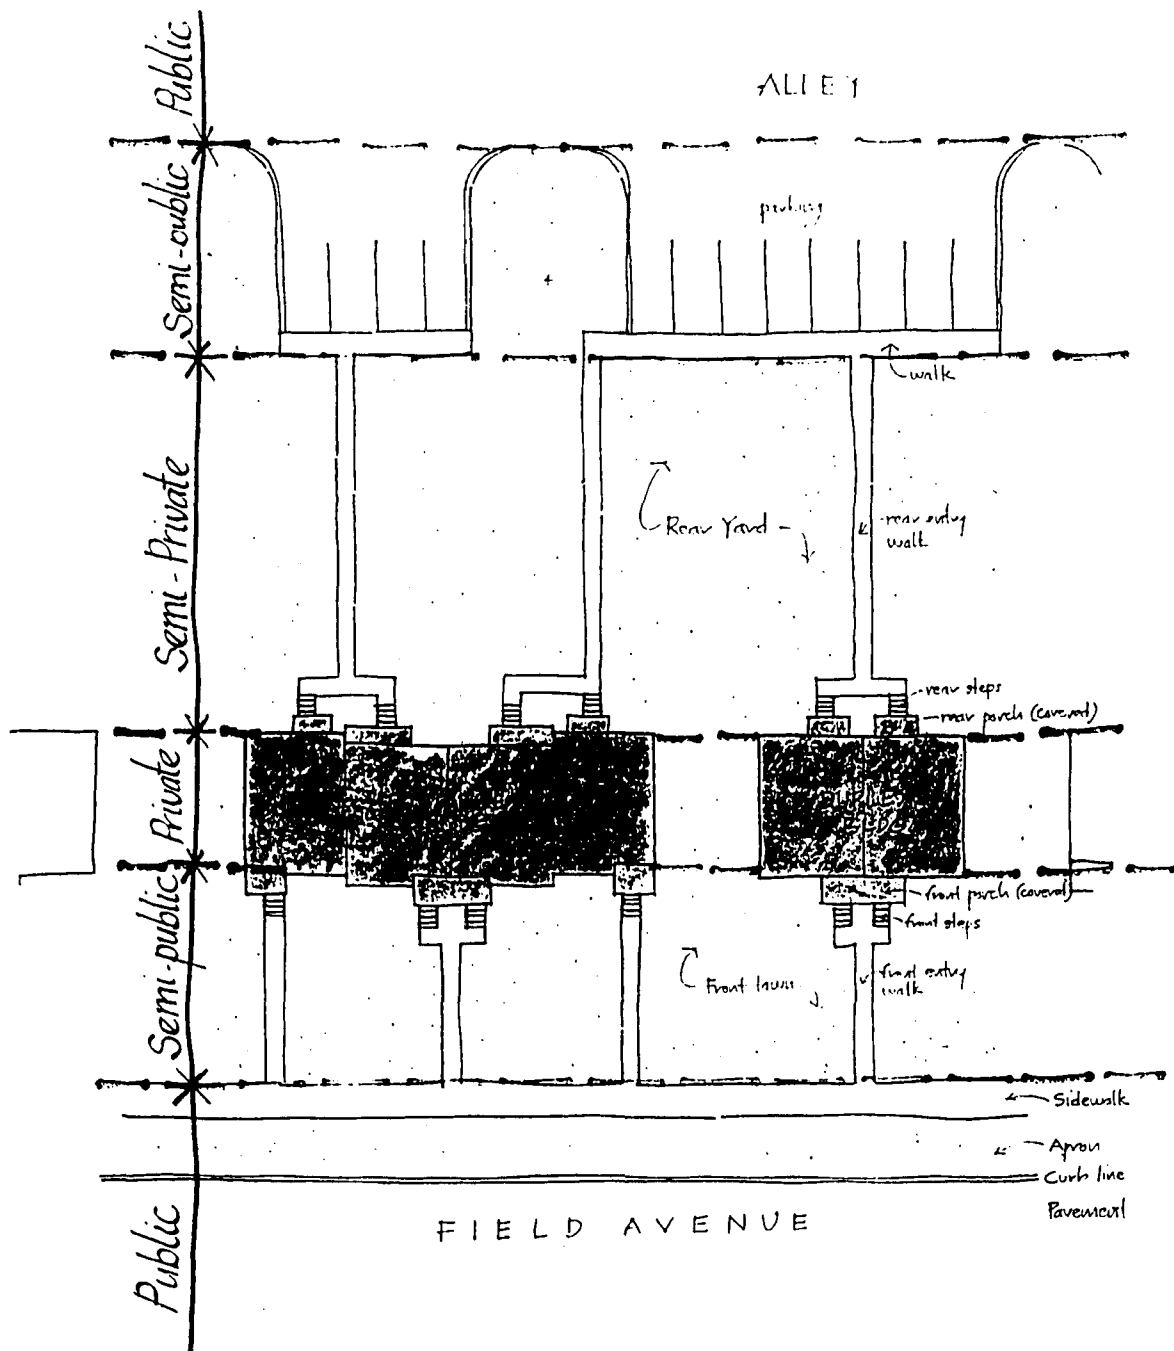 Public
ALLEY
Semi-public
parking
walk
Semi-Private
Rear Yard
rear entry
walk
rear steps
rear porch (covered)
Private
front porch (covered)
front steps
Semi-public
Front lawn
front entry
walk
Sidewalk
Apron
Curb line
Pavement
Public
FIELD AVENUE